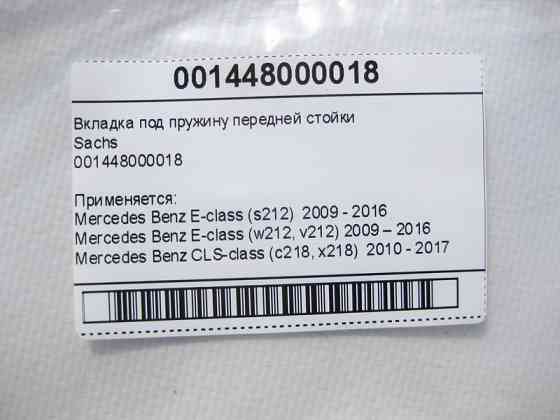 001448000018
Вкладка под пружину передней стойки
Sachs
001448000018
Применяется:
Mercedes Benz E-class (s212) 2009 - 2016
Mercedes Benz E-class (w212, v212) 2009 – 2016
Mercedes Benz CLS-class (c218, x218) 2010 - 2017